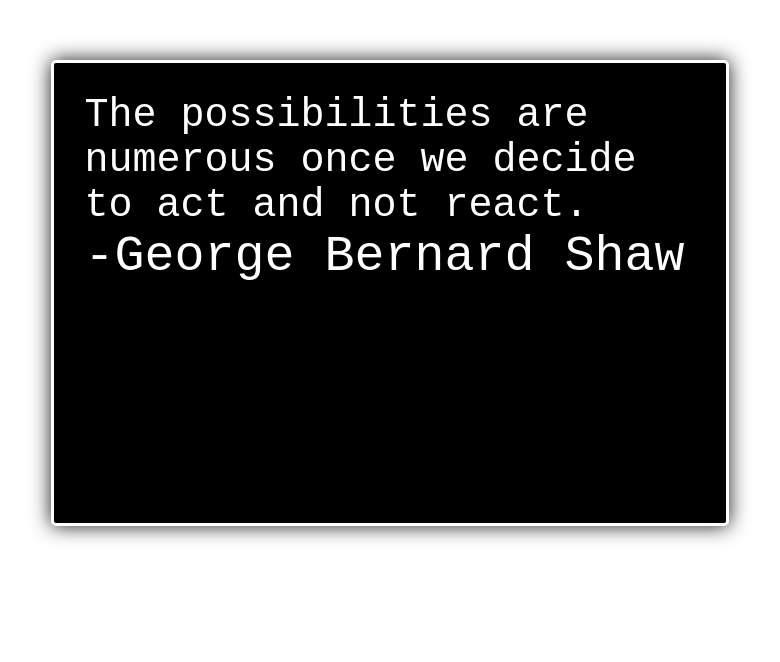 The possibilities are
numerous once we decide
to act and not react.
-George Bernard Shaw